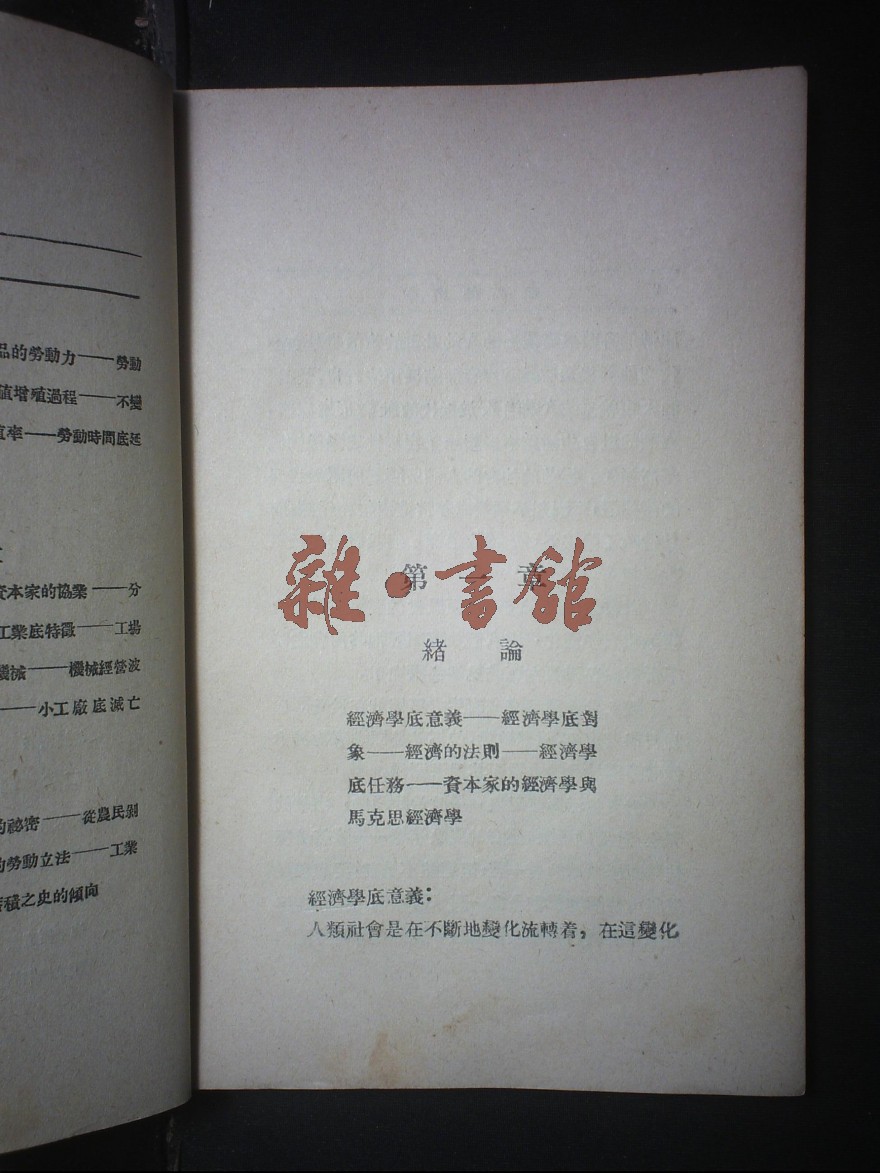 品的勞動力——勞動
值增殖過程——不變
直率——勞動時間底延
資本家的協業——分
工業底特徵——工場
機械——機械經營波
——小工廠底滅亡
的祕密——從農民剝
的勞動立法——工業
蓄積之史的傾向
第一章
雜·書館
緒論
經濟學底意義——經濟學底對
象——經濟的法則——經濟學
底任務——資本家的經濟學與
馬克思經濟學
經濟學底意義：
人類社會是在不斷地變化流轉着，在這變化